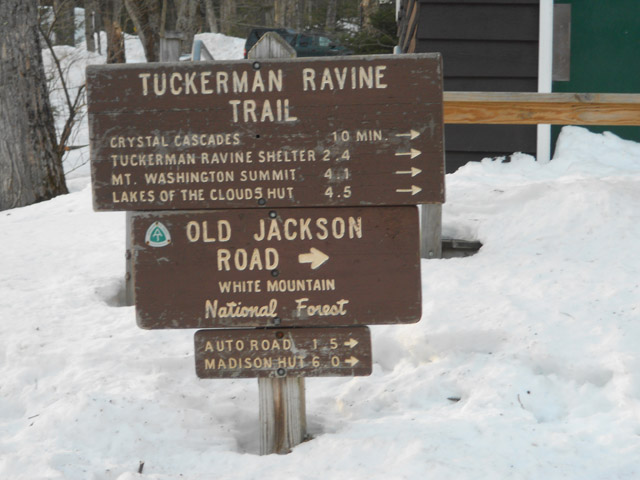 TUCKERMAN RAVINE
TRAIL
CRYSTAL CASCADES 10 MIN. →
TUCKERMAN RAVINE SHELTER 2.4 →
MT. WASHINGTON SUMMIT 4.1 →
LAKES OF THE CLOUDS HUT 4.5 →
OLD JACKSON
ROAD →
WHITE MOUNTAIN
National Forest
AUTO ROAD 1.5 →
MADISON HUT 6.0 →